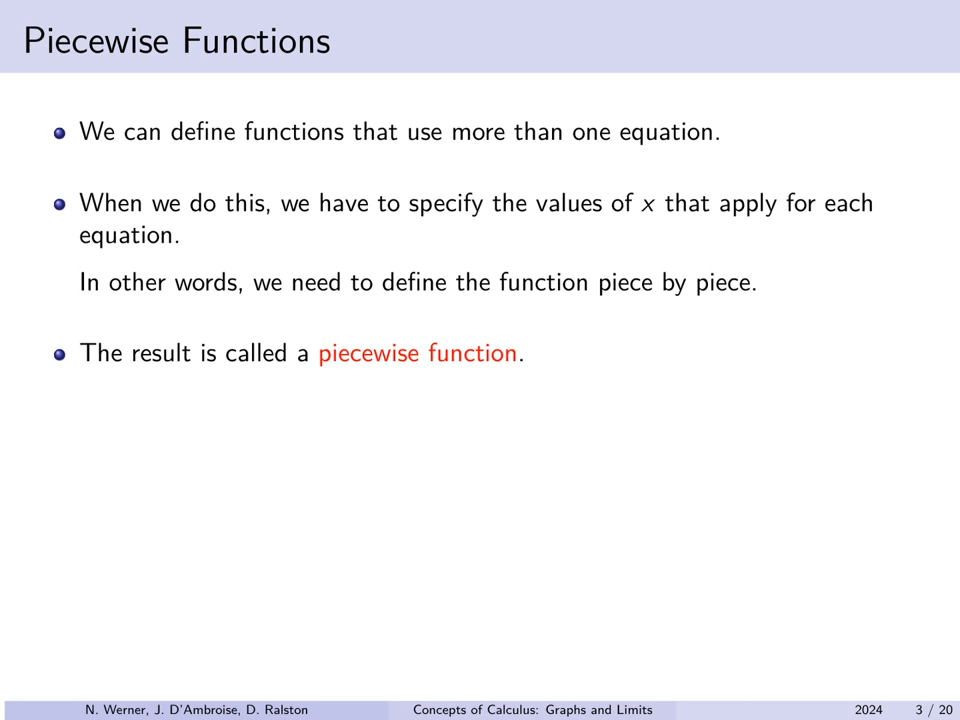 Piecewise Functions
We can define functions that use more than one equation.
When we do this, we have to specify the values of x that apply for each
equation.
In other words, we need to define the function piece by piece.
The result is called a piecewise function.
N. Werner, J. D'Ambroise, D. Ralston Concepts of Calculus: Graphs and Limits 2024 3 / 20